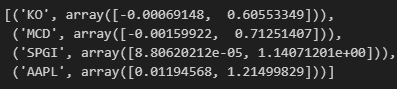 [('KO', array([-0.00069148,  0.60553349])),
 ('MCD', array([-0.00159922,  0.71251407])),
 ('SPGI', array([8.80620212e-05, 1.14071201e+00])),
 ('AAPL', array([0.01194568, 1.21499829]))]